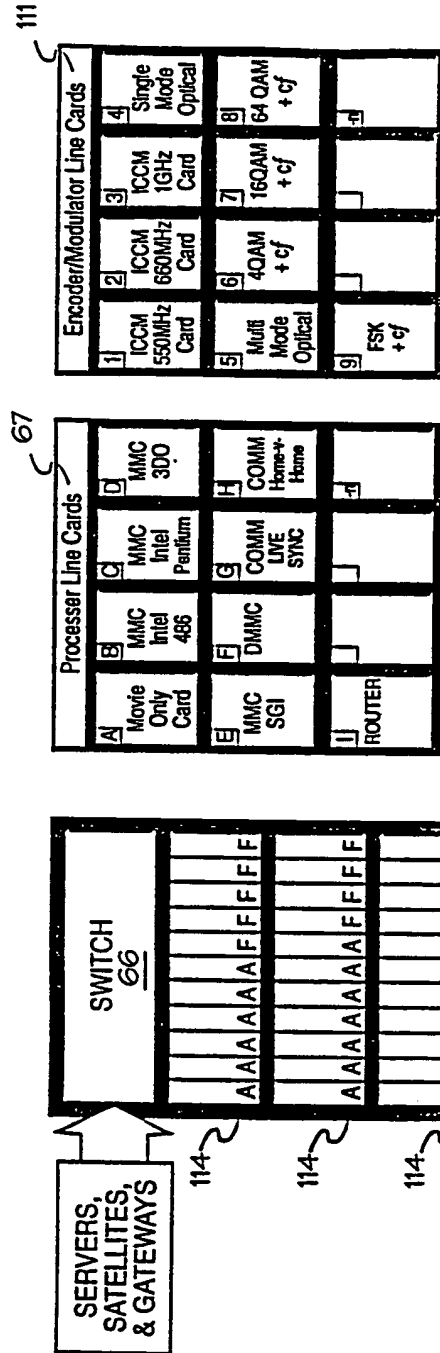 SERVERS,
SATELLITES,
& GATEWAYS
SWITCH
66
A A A A A A F F F F F
114
A A A A A A A F F F F
114
114
Processer Line Cards
67
A
Movie
Only
Card
B
MMC
Intel
486
C
MMC
Intel
Pentium
D
MMC
3DO
E
MMC
SGI
F
DMMC
G
COMM
LIVE
SYNC
H
COMM
Home-v-
Home
I
ROUTER
n
Encoder/Modulator Line Cards
111
1
ICCM
550MHz
Card
2
ICCM
660MHz
Card
3
ICCM
1GHz
Card
4
Single
Mode
Optical
5
Multi
Mode
Optical
6
4QAM
+ cf
7
16QAM
+ cf
8
64 QAM
+ cf
9
FSK
+ cf
n